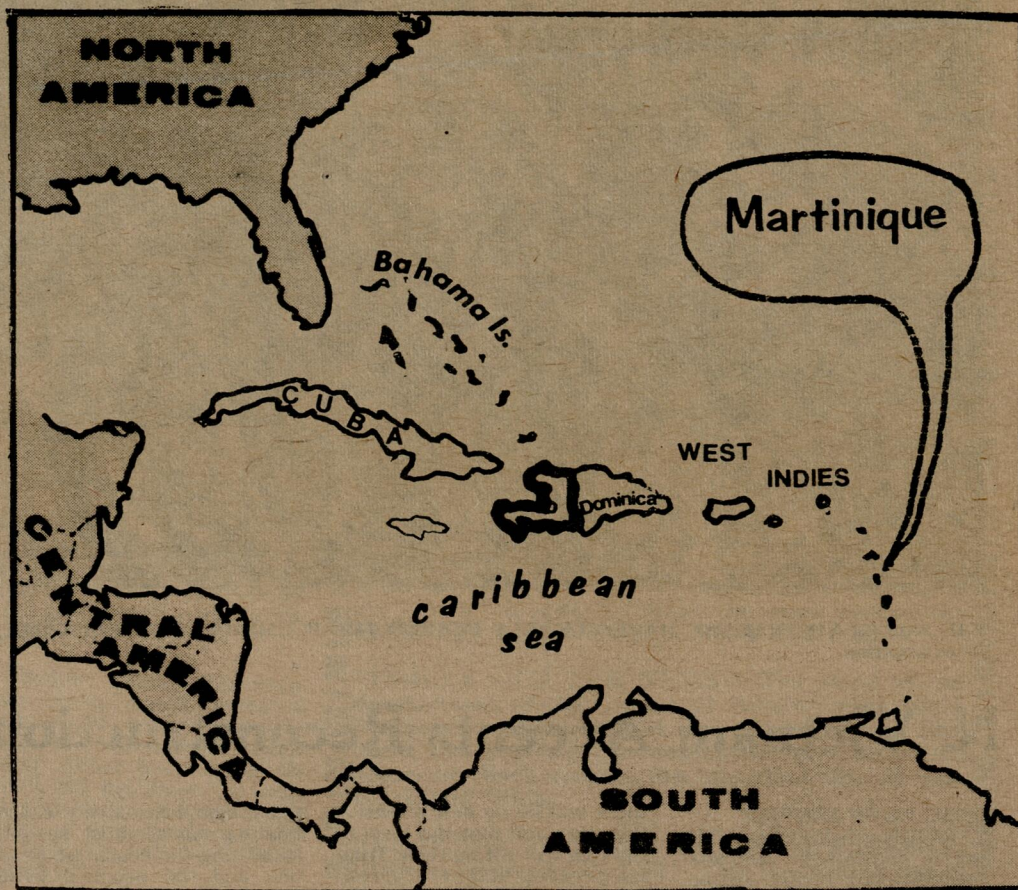 NORTH
AMERICA
Martinique
Bahama Is.
CUBA
WEST
INDIES
Dominica
caribbean
sea
CENTRAL
AMERICA
SOUTH
AMERICA